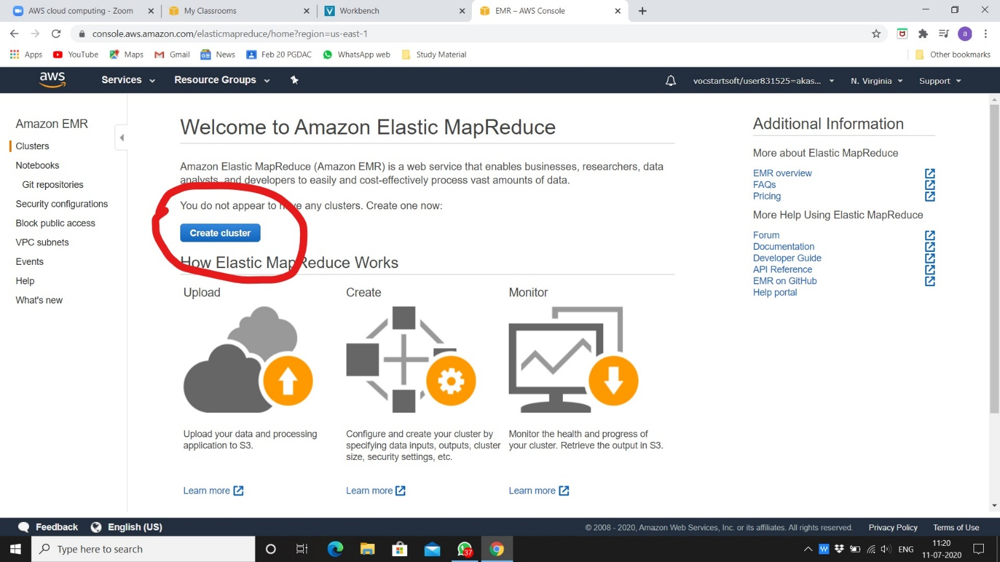 AWS cloud computing - Zoom
My Classrooms
Workbench
EMR – AWS Console
console.aws.amazon.com/elasticmapreduce/home?region=us-east-1
a
Apps
YouTube
Maps
Gmail
News
Feb 20 PGDAC
WhatsApp web
Study Material
Other bookmarks
aws
Services
Resource Groups
vocstartsoft/user831525=akas...
N. Virginia
Support
Amazon EMR
Clusters
Notebooks
Git repositories
Security configurations
Block public access
VPC subnets
Events
Help
What's new
Welcome to Amazon Elastic MapReduce
Amazon Elastic MapReduce (Amazon EMR) is a web service that enables businesses, researchers, data
analysts, and developers to easily and cost-effectively process vast amounts of data.
You do not appear to have any clusters. Create one now:
Create cluster
How Elastic MapReduce Works
Upload
Upload your data and processing
application to S3.
Learn more
Create
Configure and create your cluster by
specifying data inputs, outputs, cluster
size, security settings, etc.
Learn more
Monitor
Monitor the health and progress of
your cluster. Retrieve the output in S3.
Learn more
Additional Information
More about Elastic MapReduce
EMR overview
FAQs
Pricing
More Help Using Elastic MapReduce
Forum
Documentation
Developer Guide
API Reference
EMR on GitHub
Help portal
Feedback
English (US)
© 2008 - 2020, Amazon Web Services, Inc. or its affiliates. All rights reserved.
Privacy Policy
Terms of Use
Type here to search
37
W
ENG
11:20
11-07-2020